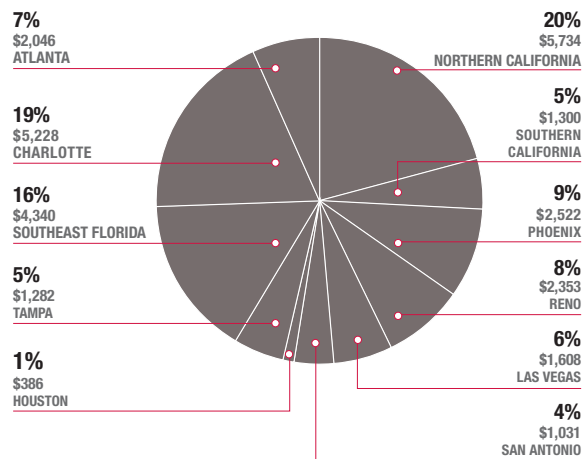 7%
$2,046
ATLANTA
19%
$5,228
CHARLOTTE
16%
$4,340
SOUTHEAST FLORIDA
5%
$1,282
TAMPA
1%
$386
HOUSTON
20%
$5,734
NORTHERN CALIFORNIA
5%
$1,300
SOUTHERN
CALIFORNIA
9%
$2,522
PHOENIX
8%
$2,353
RENO
6%
$1,608
LAS VEGAS
4%
$1,031
SAN ANTONIO